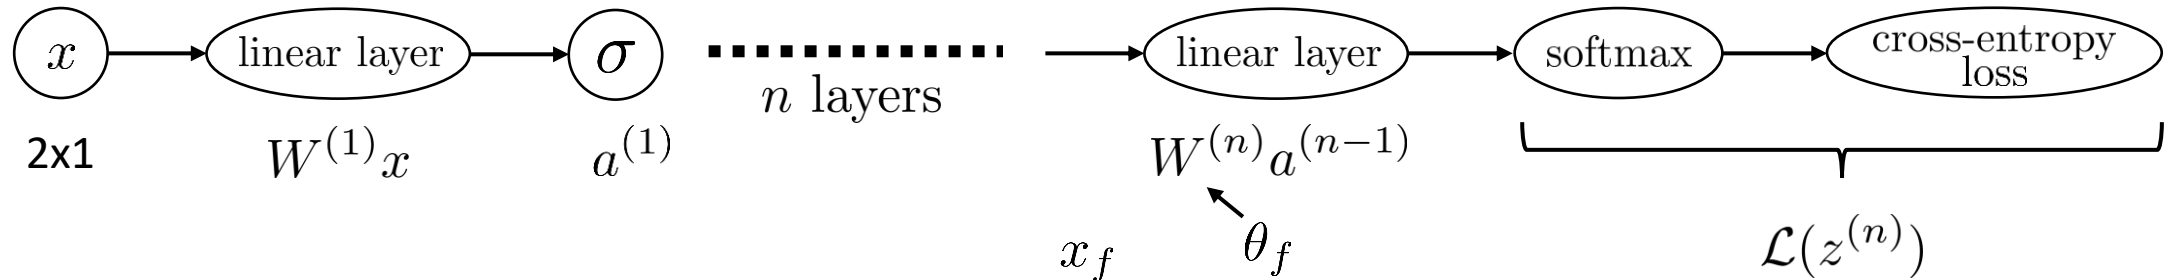 x linear layer σ n layers linear layer softmax cross-entropy loss
2x1 W^{(1)}x a^{(1)} W^{(n)}a^{(n-1)}
x_f θ_f ℒ(z^{(n)})